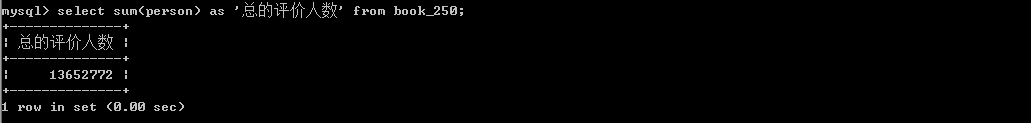 mysql> select sum(person) as '总的评价人数' from book_250;
+--------------+
| 总的评价人数 |
+--------------+
|     13652772 |
+--------------+
1 row in set (0.00 sec)